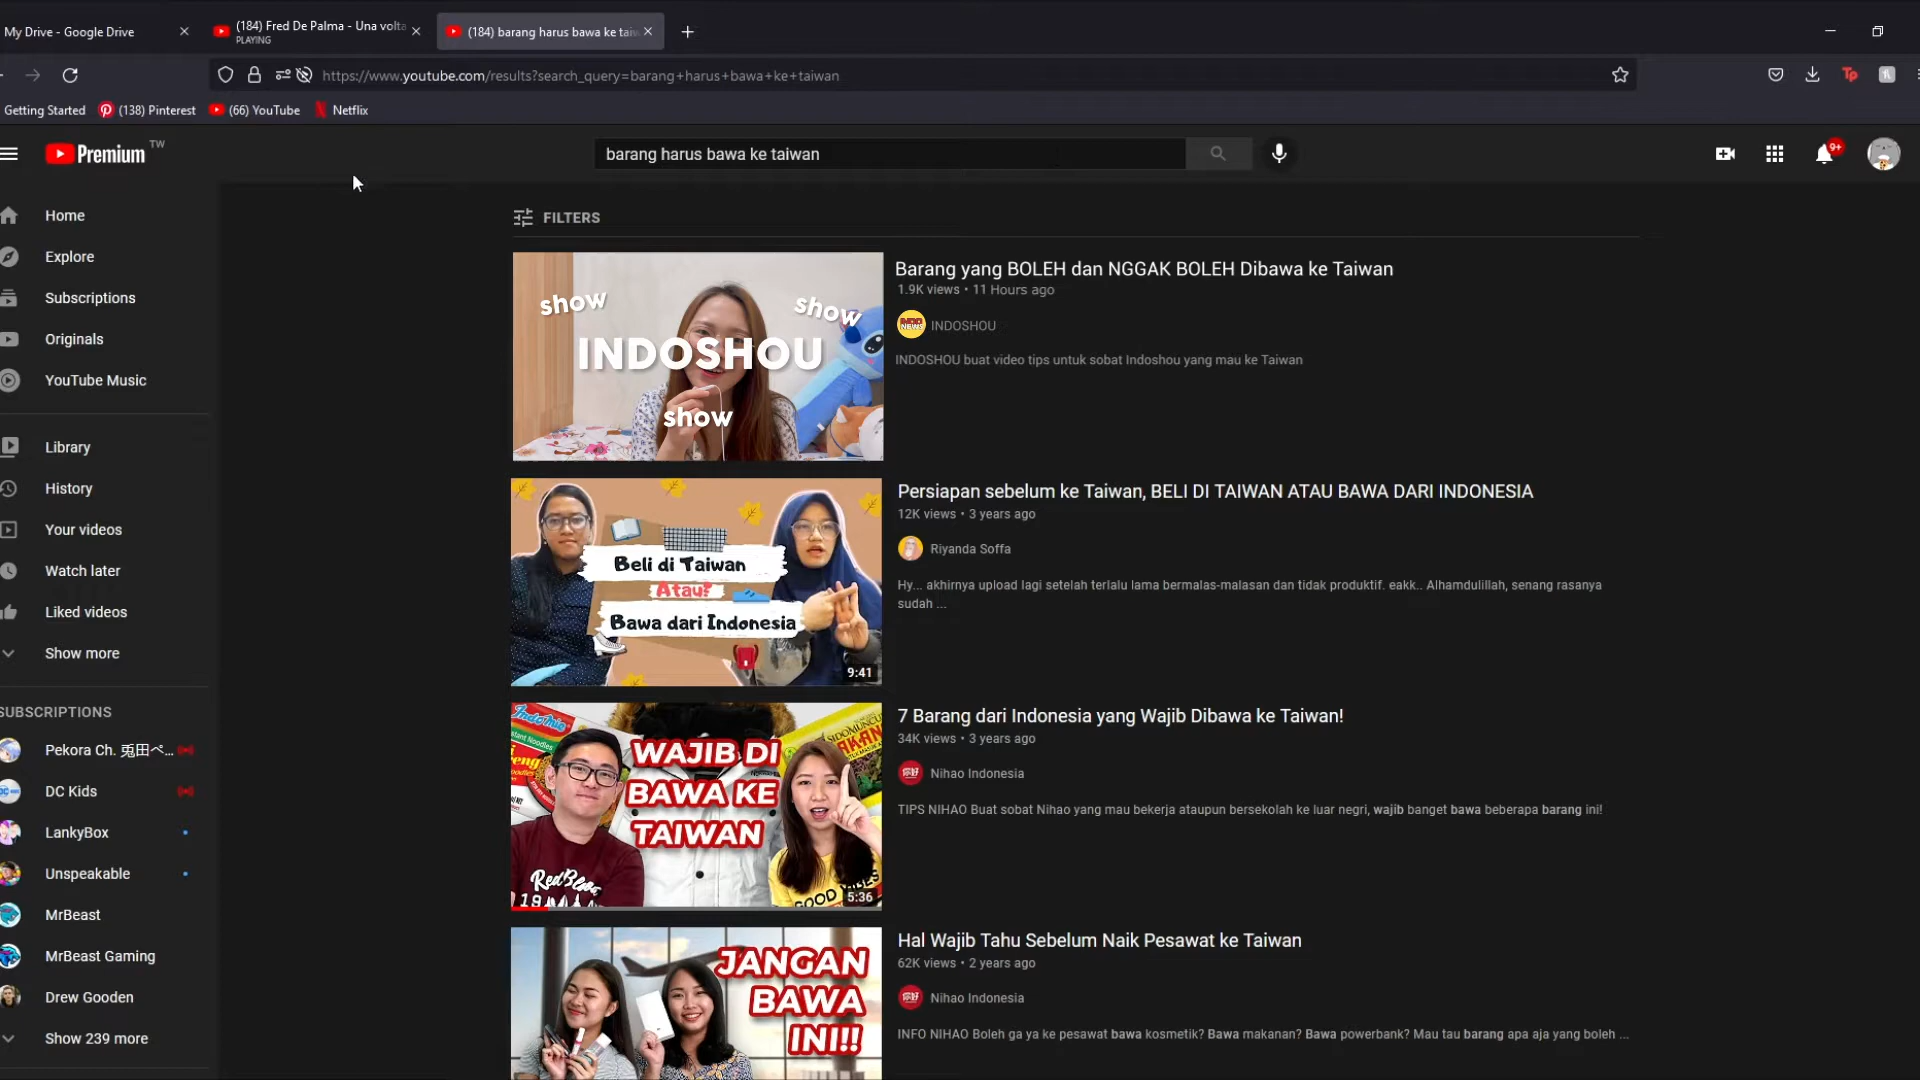 My Drive - Google Drive
(184) Fred De Palma - Una volta
PLAYING
(184) barang harus bawa ke taiw
https://www.youtube.com/results?search_query=barang+harus+bawa+ke+taiwan
Getting Started
(138) Pinterest
(66) YouTube
Netflix
Premium TW
barang harus bawa ke taiwan
9+
Home
Explore
Subscriptions
Originals
YouTube Music
Library
History
Your videos
Watch later
Liked videos
Show more
SUBSCRIPTIONS
Pekora Ch. 兎田ぺ...
DC Kids
LankyBox
Unspeakable
MrBeast
MrBeast Gaming
Drew Gooden
Show 239 more
FILTERS
show
show
INDOSHOU
show
Barang yang BOLEH dan NGGAK BOLEH Dibawa ke Taiwan
1.9K views • 11 Hours ago
INDOSHOU
INDOSHOU buat video tips untuk sobat Indoshou yang mau ke Taiwan
Beli di Taiwan
Atau?
Bawa dari Indonesia
9:41
Persiapan sebelum ke Taiwan, BELI DI TAIWAN ATAU BAWA DARI INDONESIA
12K views • 3 years ago
Riyanda Soffa
Hy... akhirnya upload lagi setelah terlalu lama bermalas-malasan dan tidak produktif. eakk.. Alhamdulillah, senang rasanya
sudah ...
Indomie
WAJIB DI
BAWA KE
TAIWAN
5:36
7 Barang dari Indonesia yang Wajib Dibawa ke Taiwan!
34K views • 3 years ago
Nihao Indonesia
TIPS NIHAO Buat sobat Nihao yang mau bekerja ataupun bersekolah ke luar negri, wajib banget bawa beberapa barang ini!
JANGAN
BAWA
INI!!
Hal Wajib Tahu Sebelum Naik Pesawat ke Taiwan
62K views • 2 years ago
Nihao Indonesia
INFO NIHAO Boleh ga ya ke pesawat bawa kosmetik? Bawa makanan? Bawa powerbank? Mau tau barang apa aja yang boleh ...